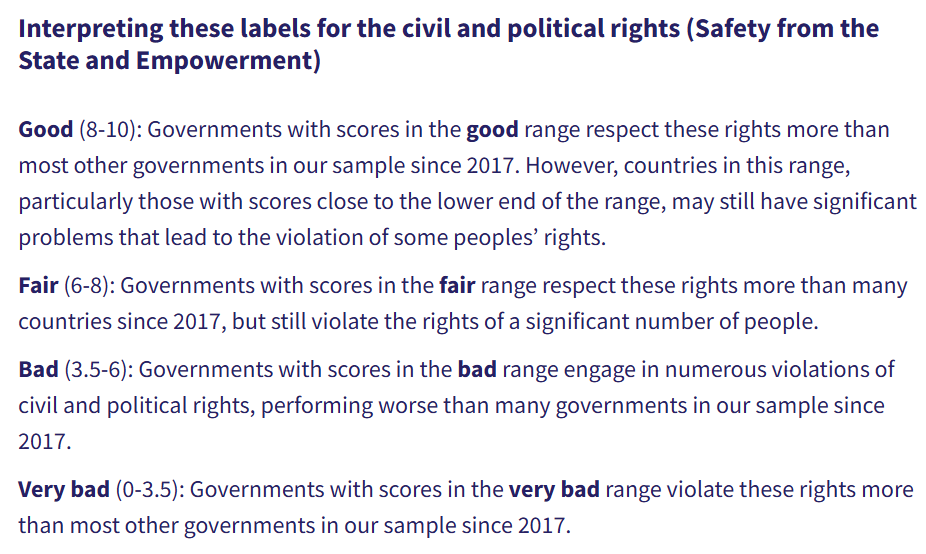 Interpreting these labels for the civil and political rights (Safety from the
State and Empowerment)
Good (8-10): Governments with scores in the good range respect these rights more than
most other governments in our sample since 2017. However, countries in this range,
particularly those with scores close to the lower end of the range, may still have significant
problems that lead to the violation of some peoples’ rights.
Fair (6-8): Governments with scores in the fair range respect these rights more than many
countries since 2017, but still violate the rights of a significant number of people.
Bad (3.5-6): Governments with scores in the bad range engage in numerous violations of
civil and political rights, performing worse than many governments in our sample since
2017.
Very bad (0-3.5): Governments with scores in the very bad range violate these rights more
than most other governments in our sample since 2017.